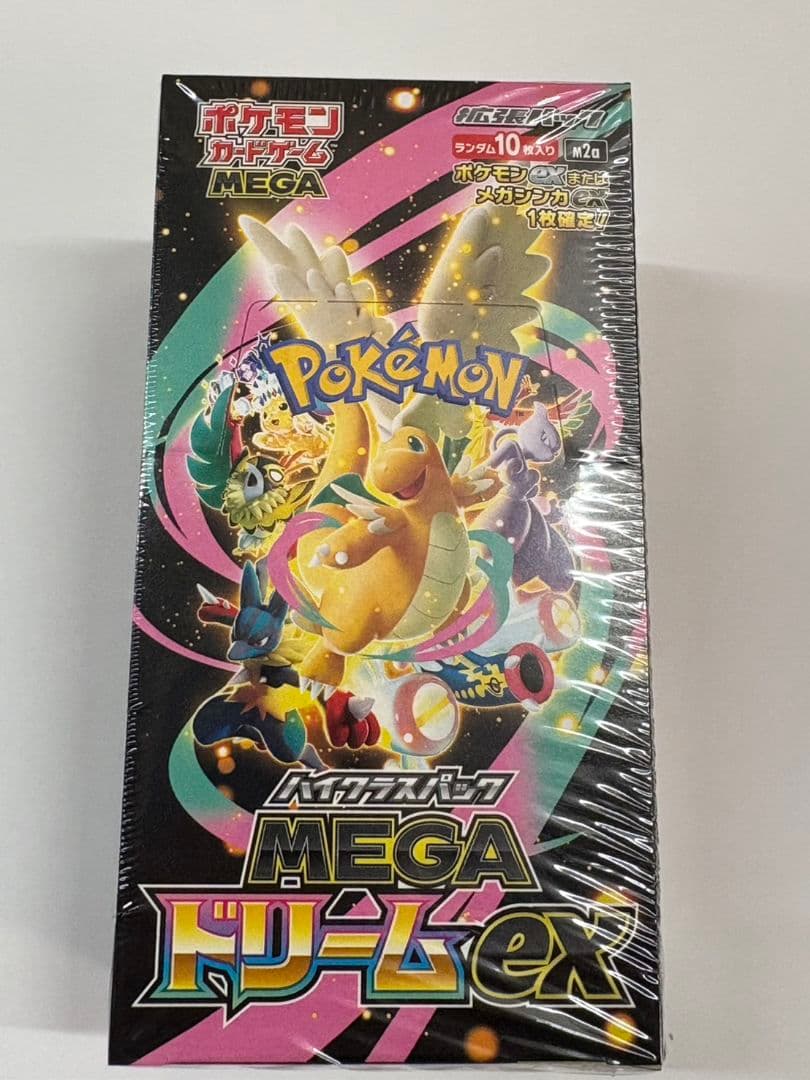 ポケモン
カードゲーム
MEGA
拡張パック
ランダム10枚入り
M2a
ポケモンexまたは
メガシンカex
1枚確定!!
POKéMON
ハイクラスパック
MEGA
ドリームex